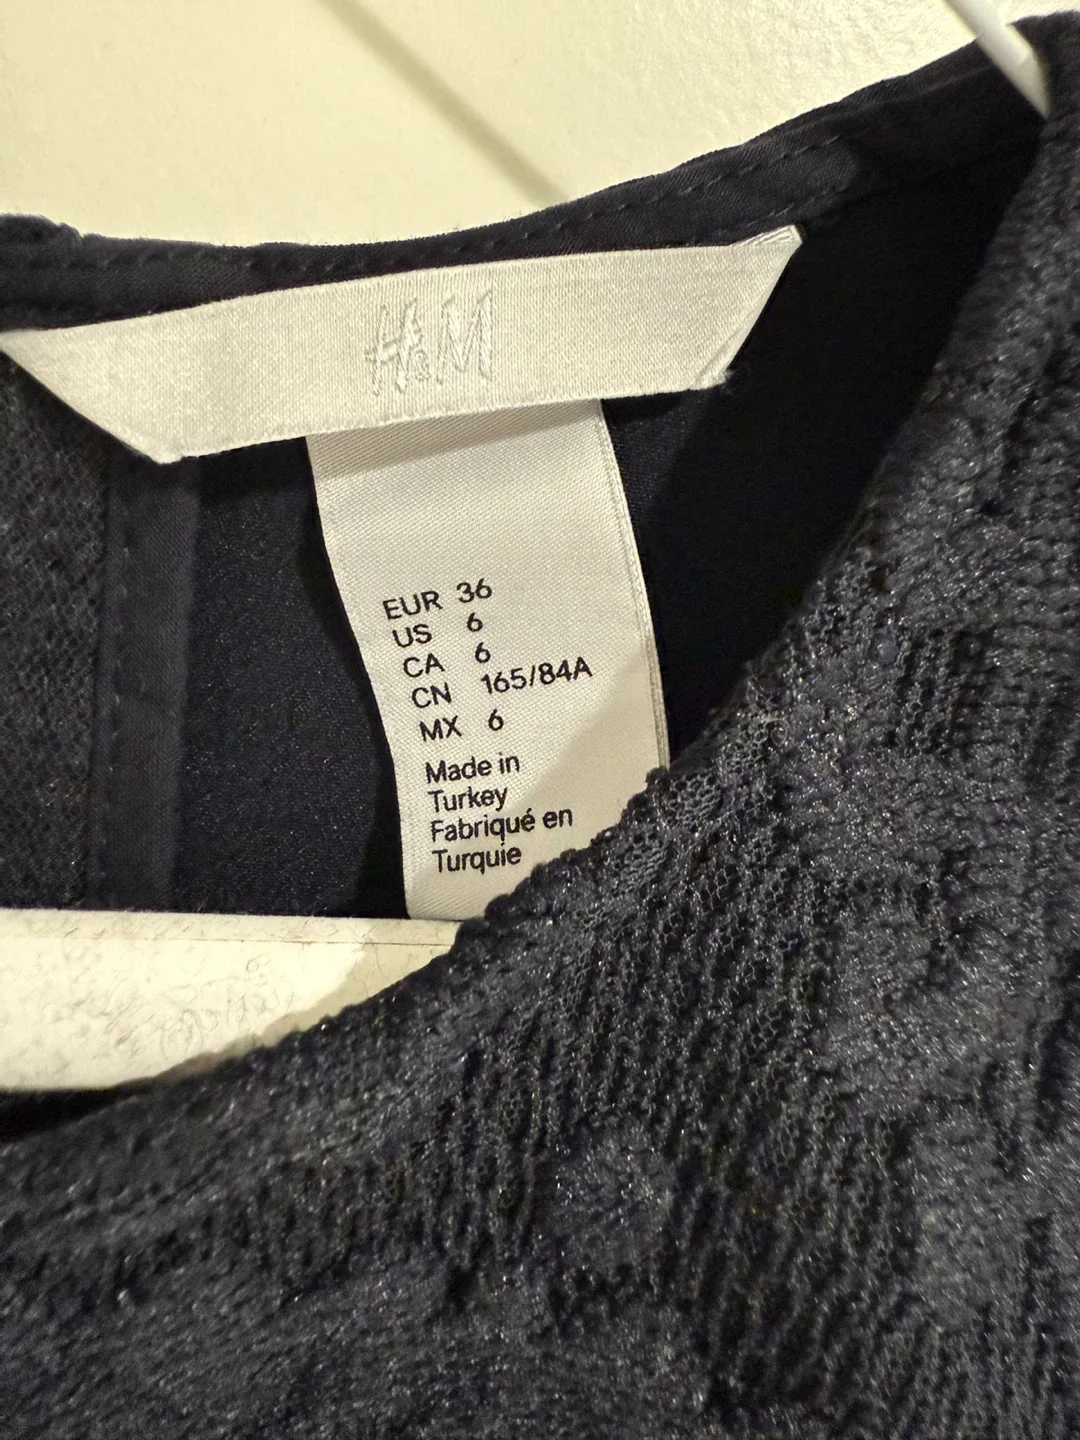 H&M
EUR 36
US 6
CA 6
CN 165/84A
MX 6
Made in
Turkey
Fabriqué en
Turquie